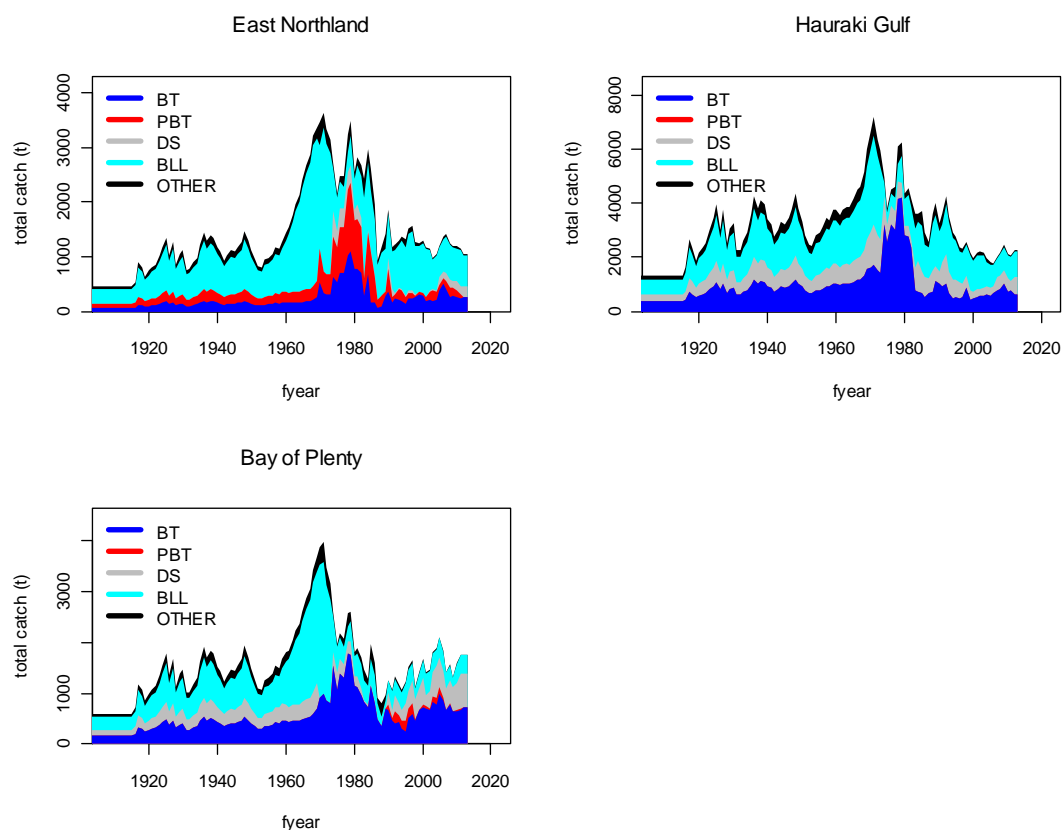 East Northland
total catch (t)
4000
3000
2000
1000
0
BT
PBT
DS
BLL
OTHER
1920 1940 1960 1980 2000 2020
fyear
Hauraki Gulf
total catch (t)
8000
6000
4000
2000
0
BT
PBT
DS
BLL
OTHER
1920 1940 1960 1980 2000 2020
fyear
Bay of Plenty
total catch (t)
3000
1000
0
BT
PBT
DS
BLL
OTHER
1920 1940 1960 1980 2000 2020
fyear